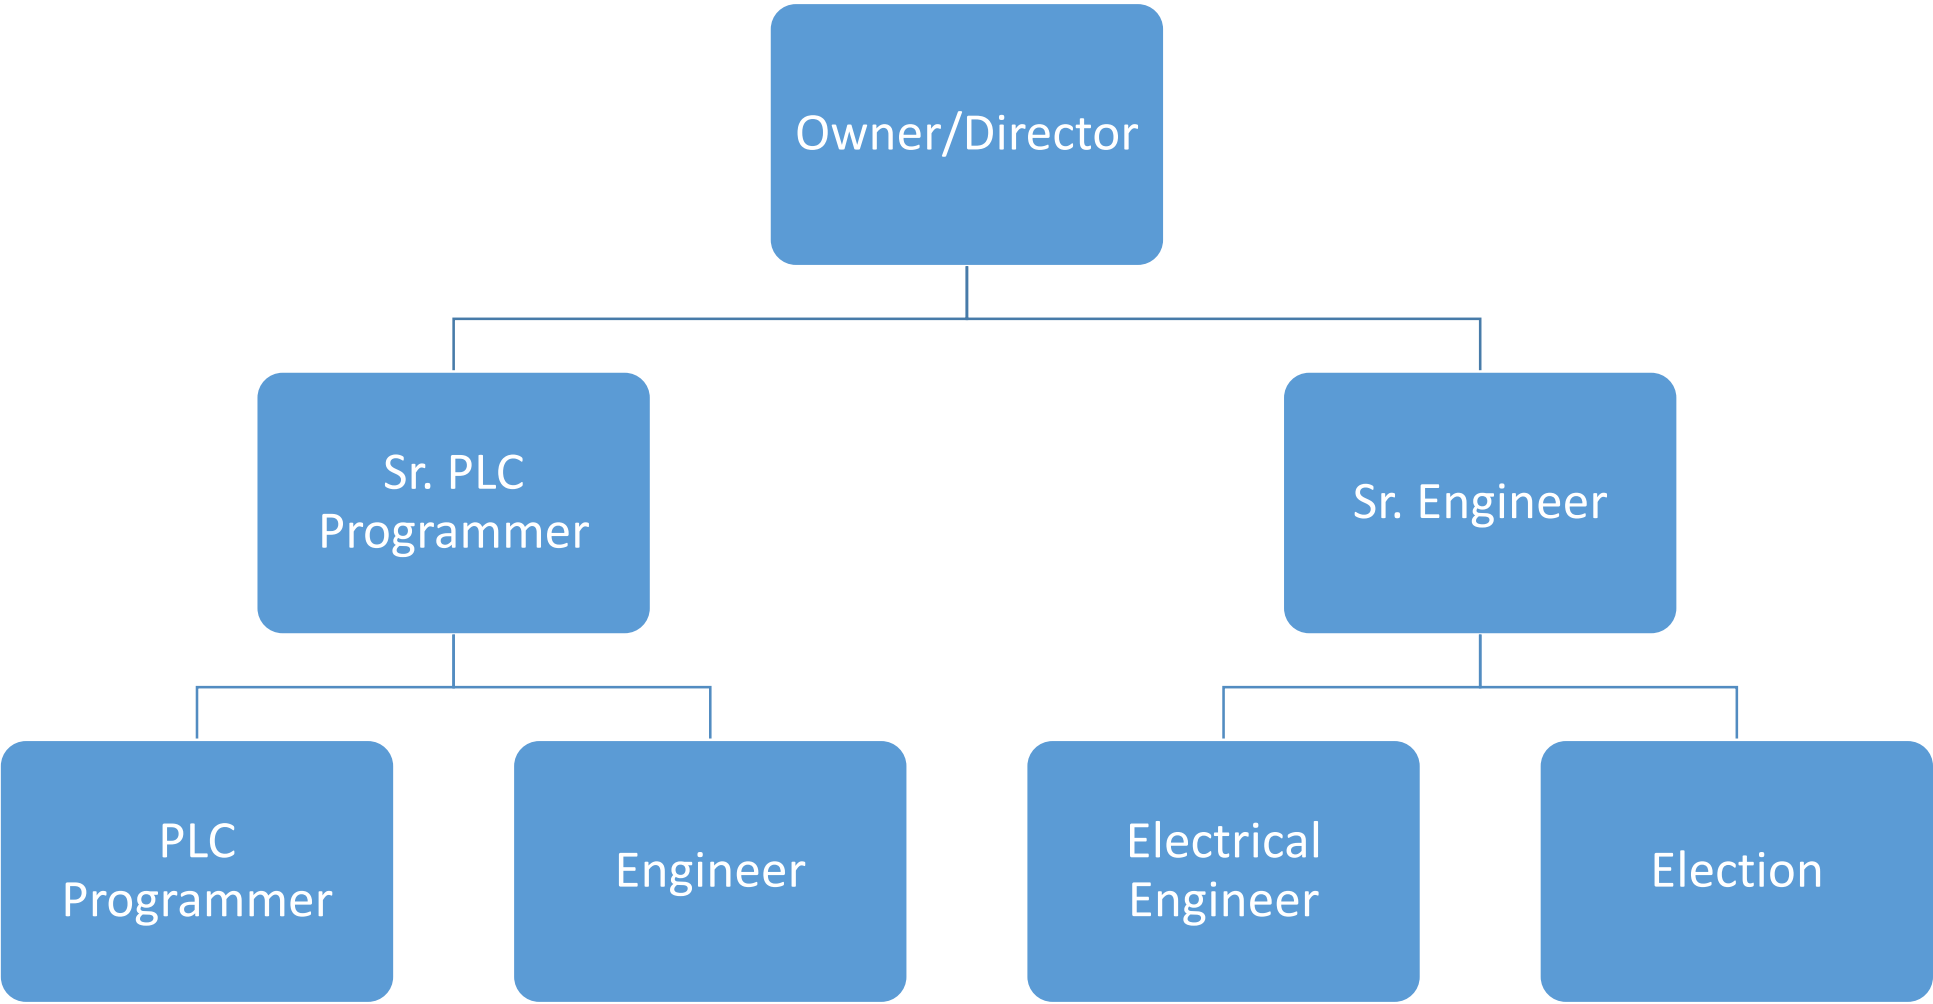 Owner/Director
Sr. PLC
Programmer
Sr. Engineer
PLC
Programmer
Engineer
Electrical
Engineer
Election